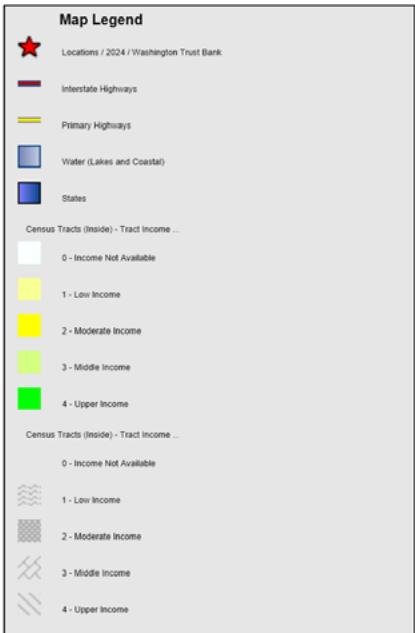 Map Legend
Locations / 2024 / Washington Trust Bank
Interstate Highways
Primary Highways
Water (Lakes and Coastal)
States
Census Tracts (Inside) - Tract Income ...
0 - Income Not Available
1 - Low Income
2 - Moderate Income
3 - Middle Income
4 - Upper Income
Census Tracts (Inside) - Tract Income ...
0 - Income Not Available
1 - Low Income
2 - Moderate Income
3 - Middle Income
4 - Upper Income